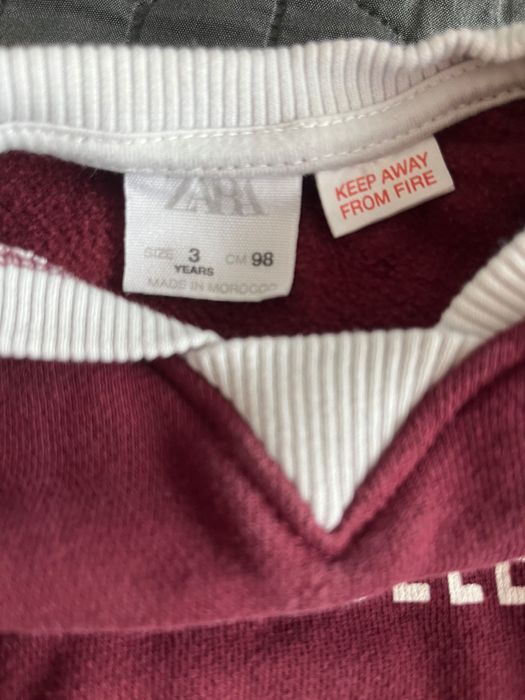 ZARA
SIZE 3 CM 98
YEARS
MADE IN MOROCCO
KEEP AWAY
FROM FIRE